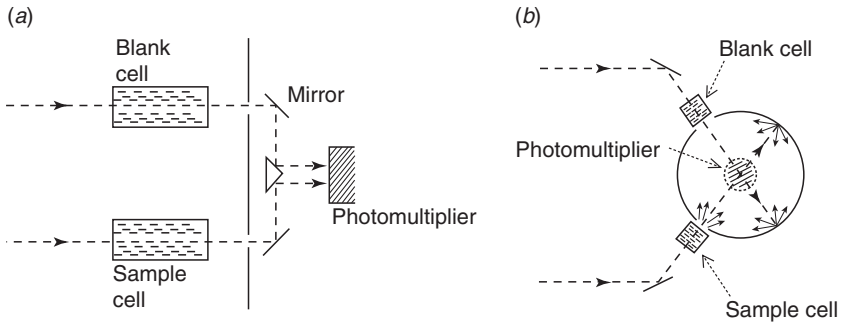 (a)
Blank
cell
Mirror
Photomultiplier
Sample
cell
(b)
Blank cell
Photomultiplier
Sample cell